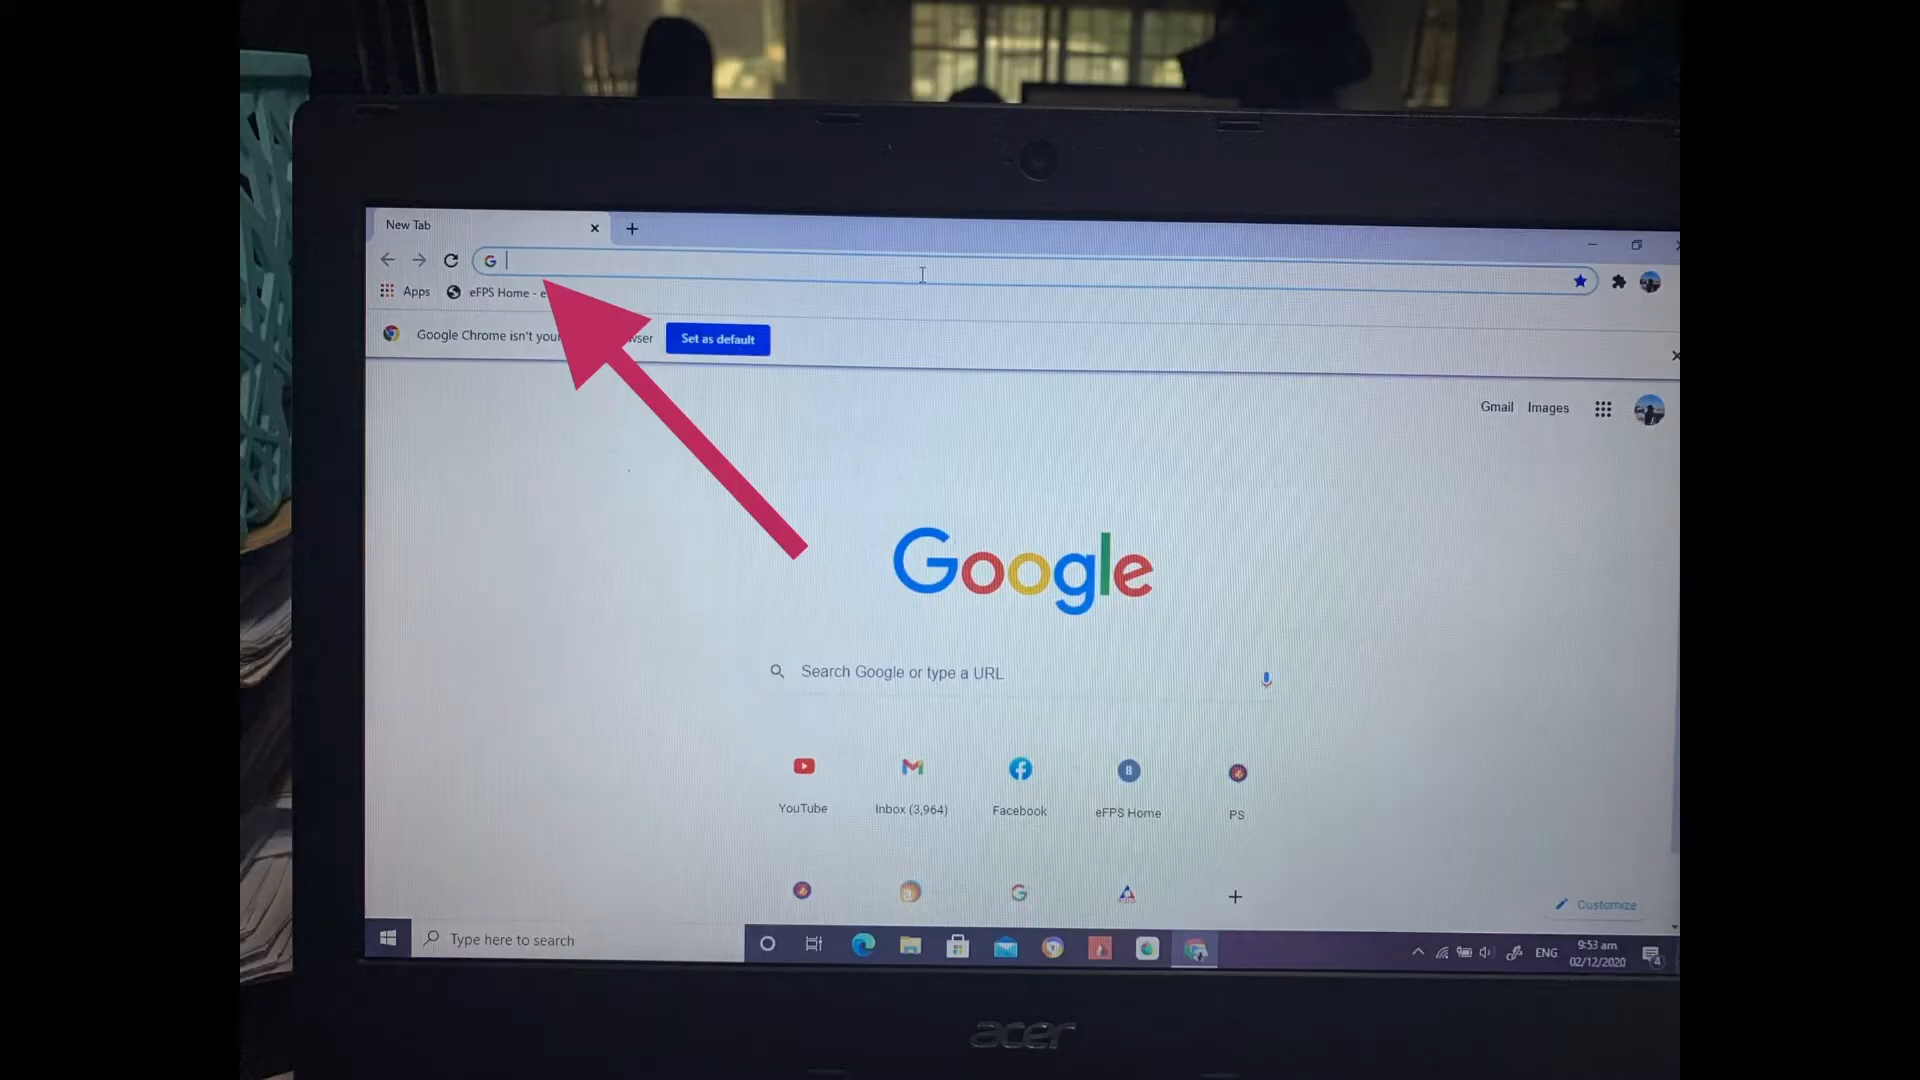 New Tab
Apps
eFPS Home - e
Google Chrome isn't your
wser
Set as default
Gmail
Images
Google
Search Google or type a URL
YouTube
Inbox (3,964)
Facebook
B
eFPS Home
PS
Customize
Type here to search
ENG
9:53 am
02/12/2020
4
acer